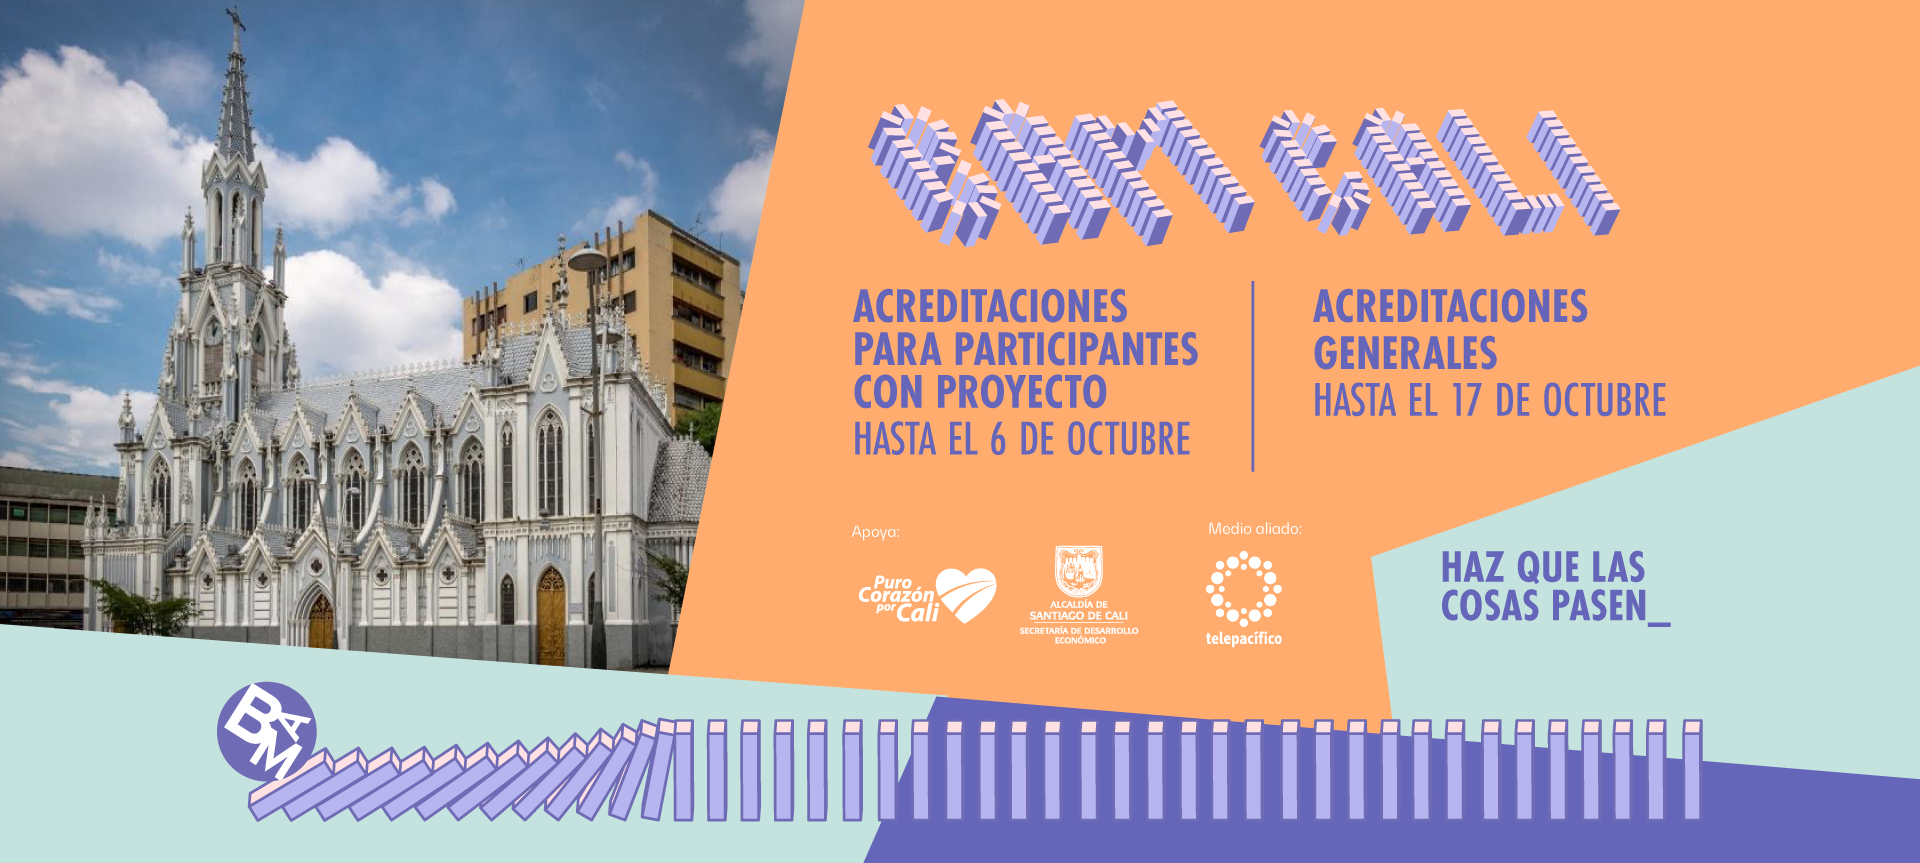 BAM CALI
ACREDITACIONES
PARA PARTICIPANTES
CON PROYECTO
HASTA EL 6 DE OCTUBRE
ACREDITACIONES
GENERALES
HASTA EL 17 DE OCTUBRE
Apoya:
Puro
Corazón
por Cali
ALCALDÍA DE
SANTIAGO DE CALI
SECRETARÍA DE DESARROLLO
ECONÓMICO
Medio aliado:
telepacífico
HAZ QUE LAS
COSAS PASEN_
BAM